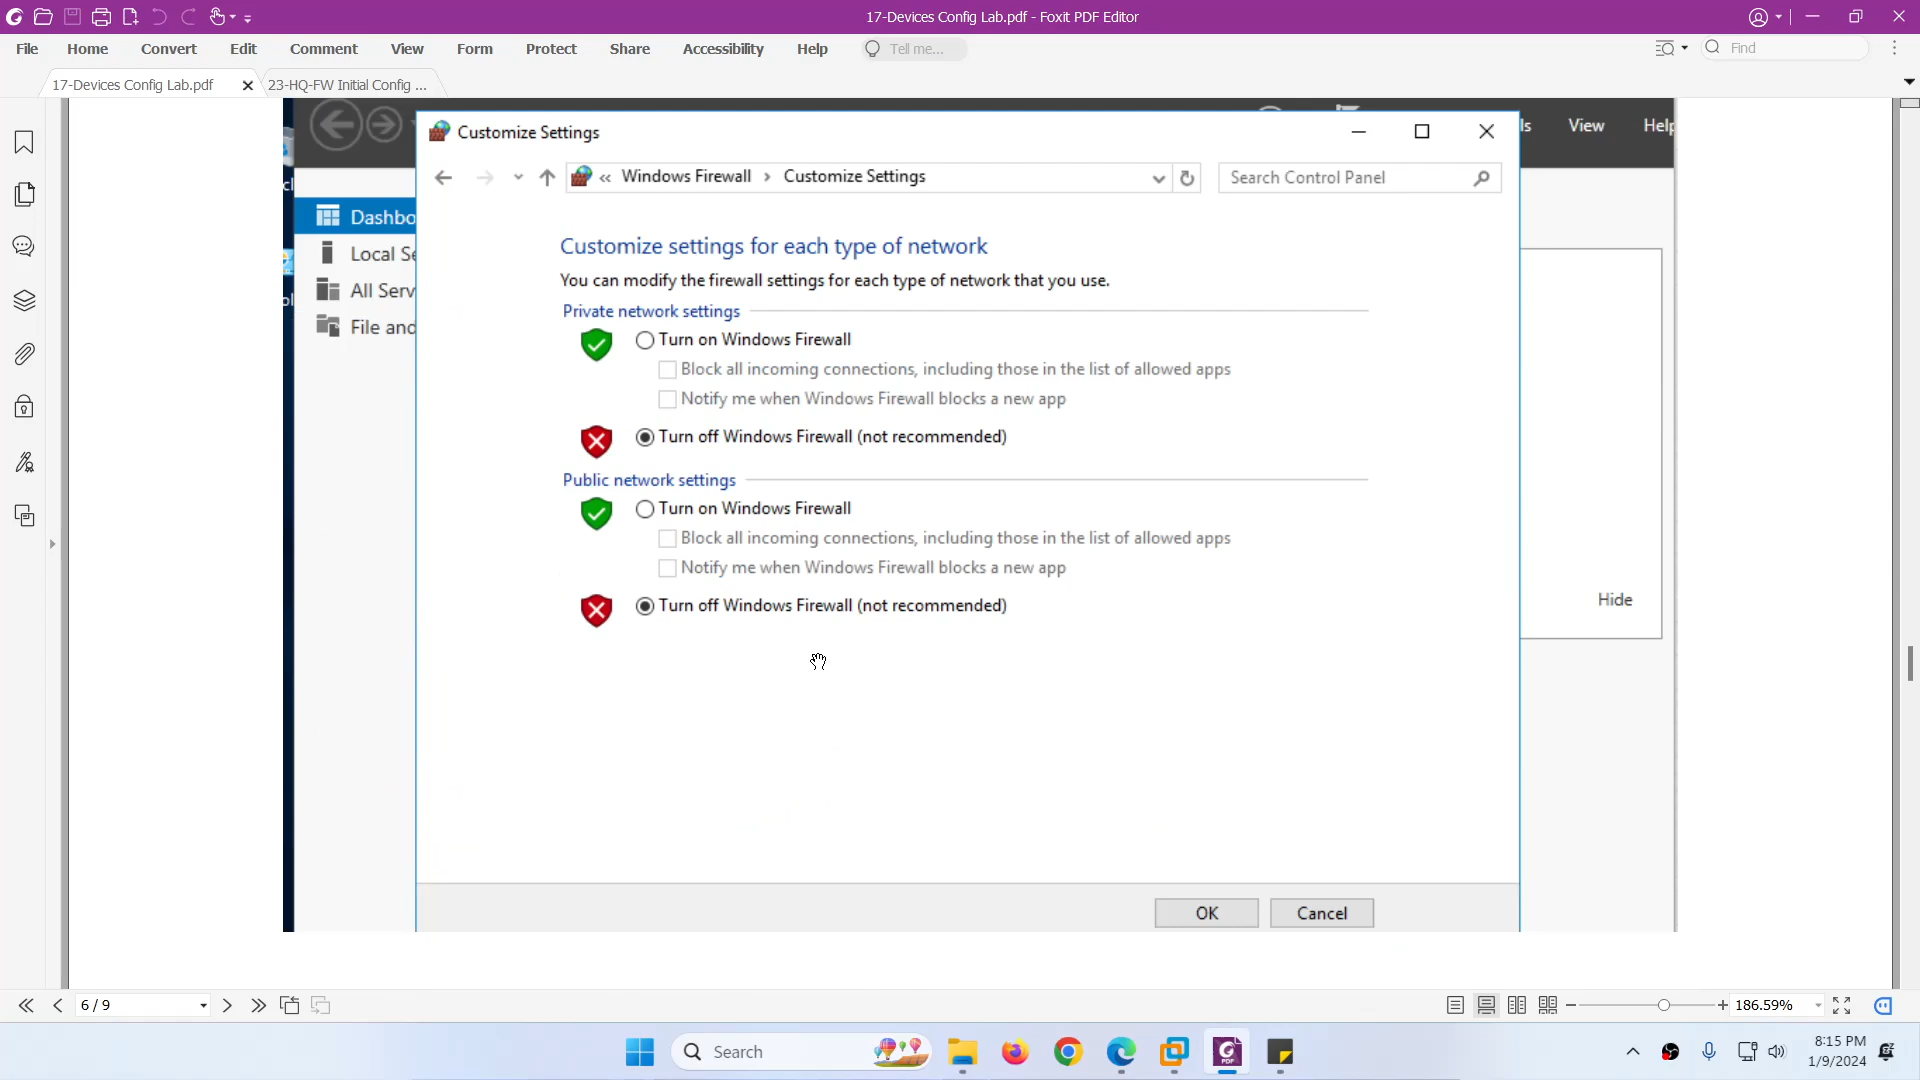 17-Devices Config Lab.pdf - Foxit PDF Editor
File Home Convert Edit Comment View Form Protect Share Accessibility Help Tell me... Find
17-Devices Config Lab.pdf 23-HQ-FW Initial Config ...
Customize Settings
ls View Help
« Windows Firewall › Customize Settings Search Control Panel
Dashbo
Local Se
All Serv
File and
Customize settings for each type of network
You can modify the firewall settings for each type of network that you use.
Private network settings
Turn on Windows Firewall
Block all incoming connections, including those in the list of allowed apps
Notify me when Windows Firewall blocks a new app
Turn off Windows Firewall (not recommended)
Public network settings
Turn on Windows Firewall
Block all incoming connections, including those in the list of allowed apps
Notify me when Windows Firewall blocks a new app
Turn off Windows Firewall (not recommended)
Hide
OK Cancel
6 / 9 186.59%
Search
8:15 PM
1/9/2024